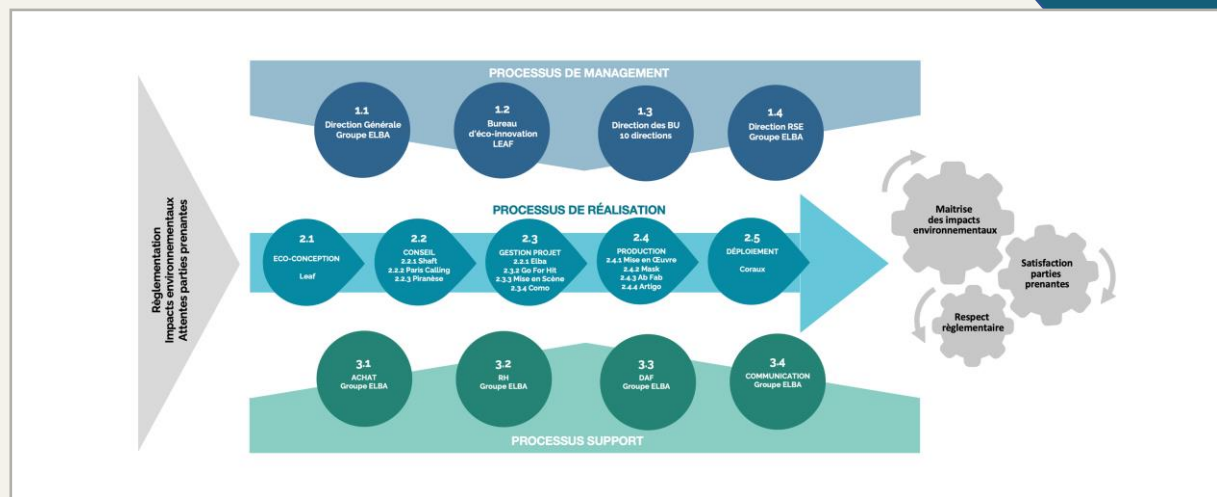 PROCESSUS DE MANAGEMENT
1.1
Direction Générale
Groupe ELBA
1.2
Bureau
d'éco-innovation
LEAF
1.3
Direction des BU
10 directions
1.4
Direction RSE
Groupe ELBA
Règlementation
Impacts environnementaux
Attentes parties prenantes
PROCESSUS DE RÉALISATION
2.1
ECO-CONCEPTION
Leaf
2.2
CONSEIL
2.2.1 Shaft
2.2.2 Paris Calling
2.2.3 Piranèse
2.3
GESTION PROJET
2.2.1 Elba
2.3.2 Go For Hit
2.3.3 Mise en Scène
2.3.4 Como
2.4
PRODUCTION
2.4.1 Mise en Œuvre
2.4.2 Mask
2.4.3 Ab Fab
2.4.4 Artigo
2.5
DÉPLOIEMENT
Coraux
Maitrise
des impacts
environnementaux
Satisfaction
parties
prenantes
Respect
règlementaire
3.1
ACHAT
Groupe ELBA
3.2
RH
Groupe ELBA
3.3
DAF
Groupe ELBA
3.4
COMMUNICATION
Groupe ELBA
PROCESSUS SUPPORT